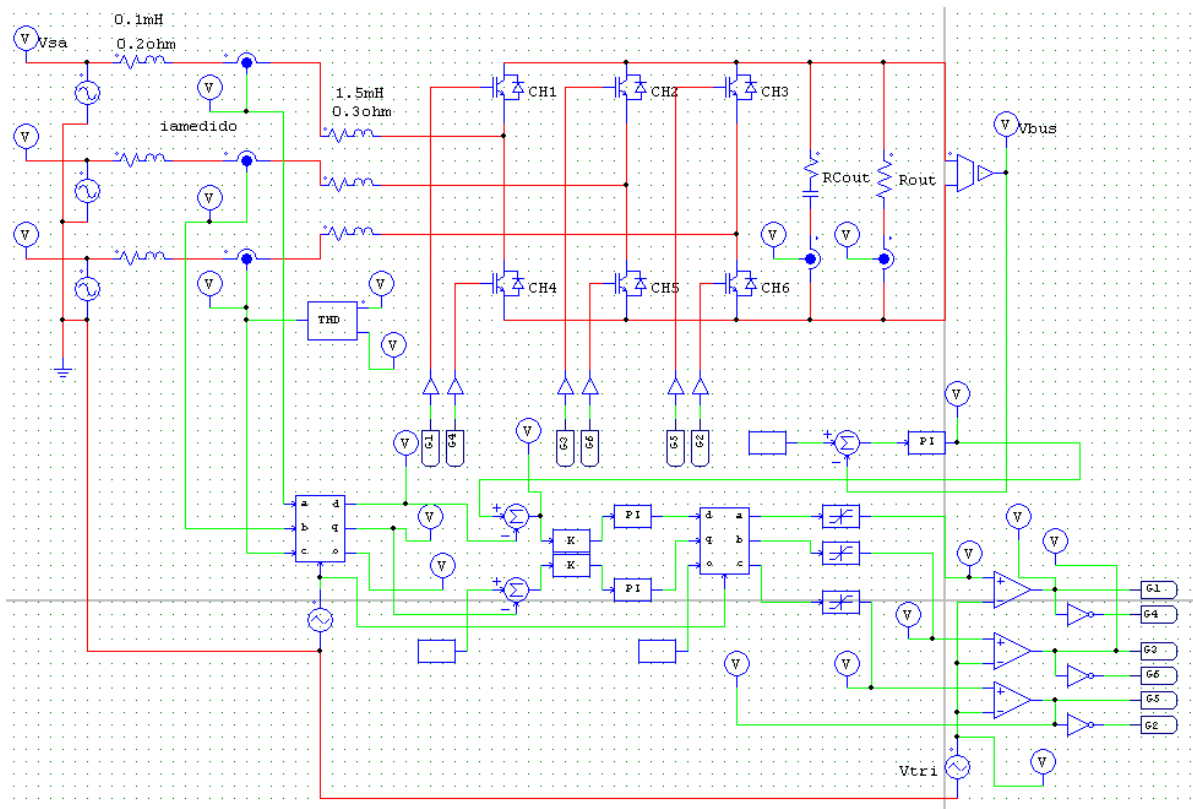 0.1mH
V Vsa
0.2ohm
V
1.5mH
0.3ohm
CH1
CH2
CH3
iamedido
V
V
V Vbus
RCout
Rout
V
V
V
V
V
V
THD
V
CH4
CH5
CH6
V
G1
G4
G3
G6
G5
G2
V
V
+
Σ
−
PI
a d
b q
c o
V
V
+
Σ
−
K
K
PI
PI
+
Σ
−
d a
q b
o c
V
V
V
V
V
V
+
−
+
−
+
−
G1
G4
G3
G6
G5
G2
Vtri
V